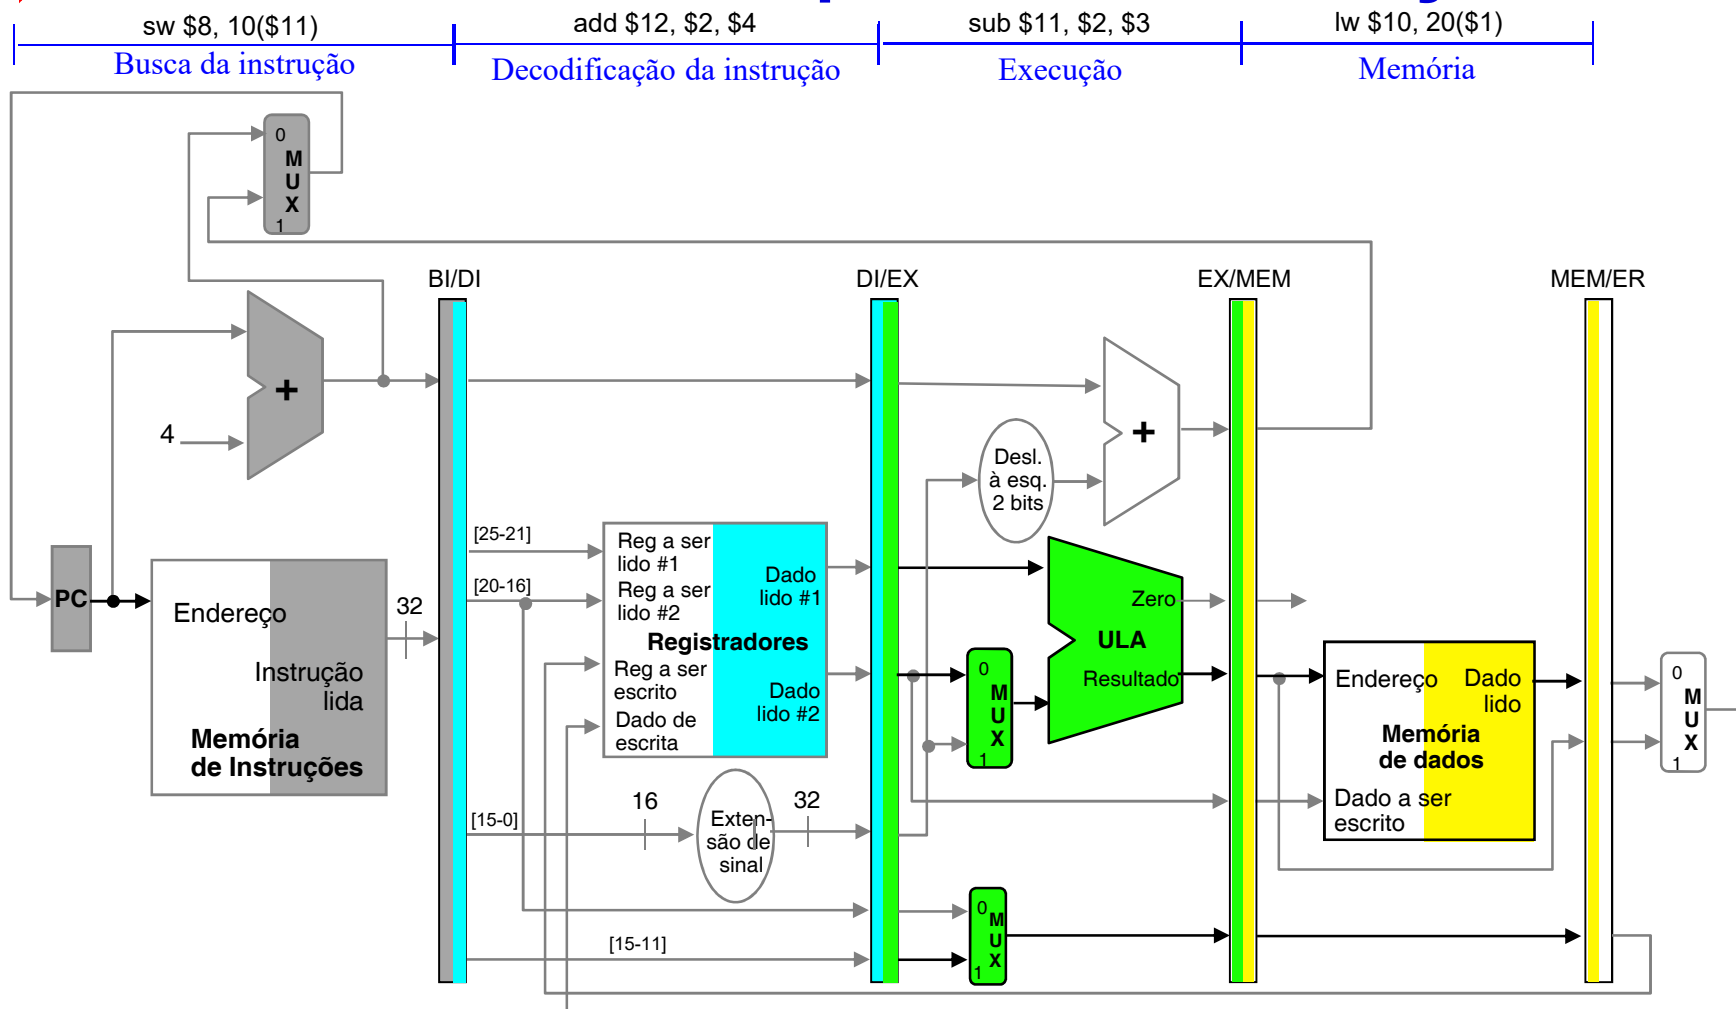 sw $8, 10($11)
add $12, $2, $4
sub $11, $2, $3
lw $10, 20($1)
Busca da instrução
Decodificação da instrução
Execução
Memória
0
M
U
X
1
BI/DI
DI/EX
EX/MEM
MEM/ER
+
4
+
Desl.
à esq.
2 bits
PC
Endereço
Instrução
lida
Memória
de Instruções
32
[25-21]
[20-16]
[15-0]
[15-11]
Reg a ser
lido #1
Reg a ser
lido #2
Registradores
Reg a ser
escrito
Dado de
escrita
Dado
lido #1
Dado
lido #2
16
Exten-
são de
sinal
32
0
M
U
X
1
Zero
ULA
Resultado
0
M
U
X
1
Endereço
Dado
lido
Memória
de dados
Dado a ser
escrito
0
M
U
X
1